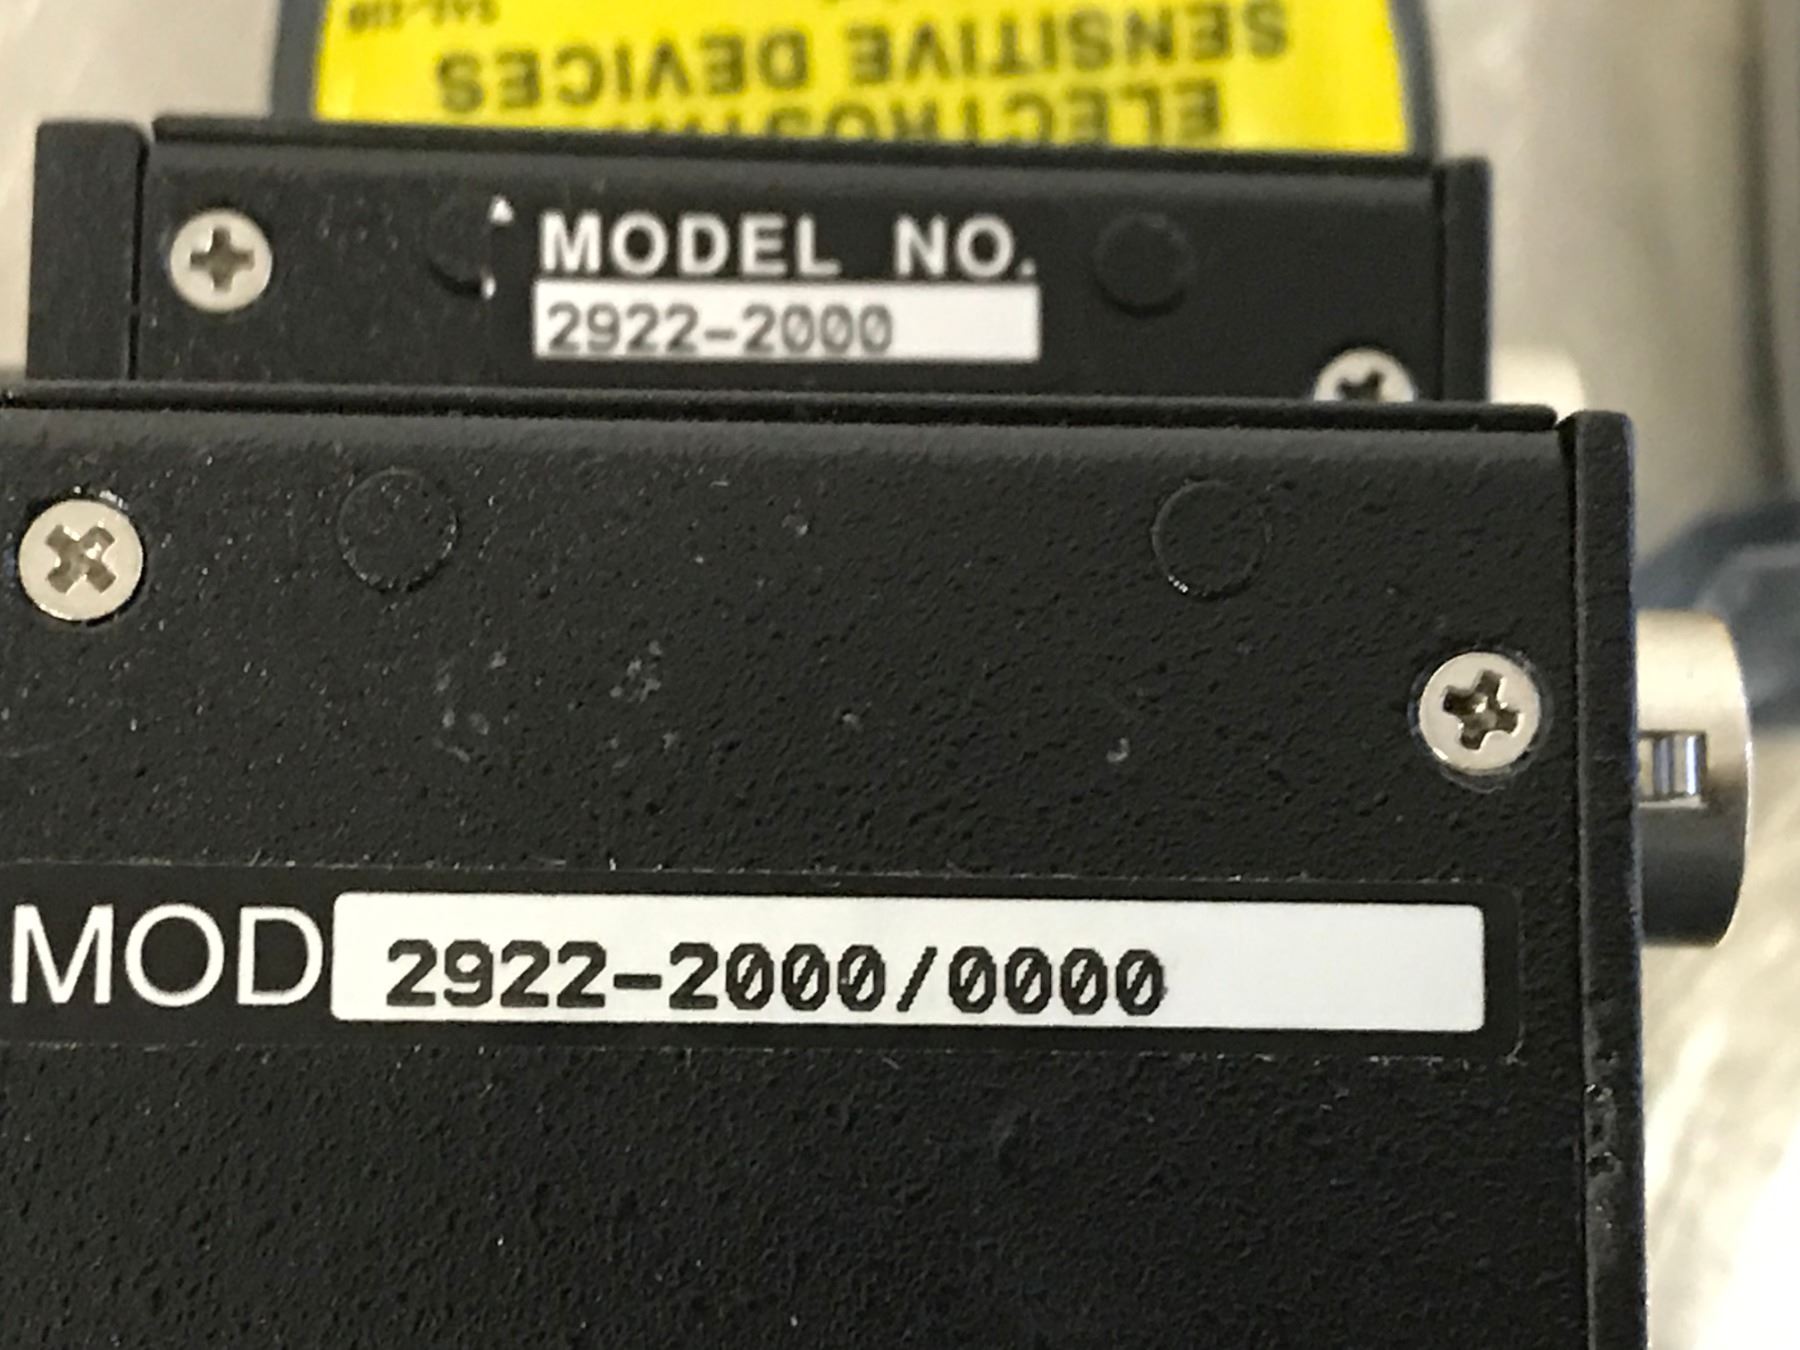 SENSITIVE DEVICES
MODEL NO.
2922-2000
MOD 2922-2000/0000